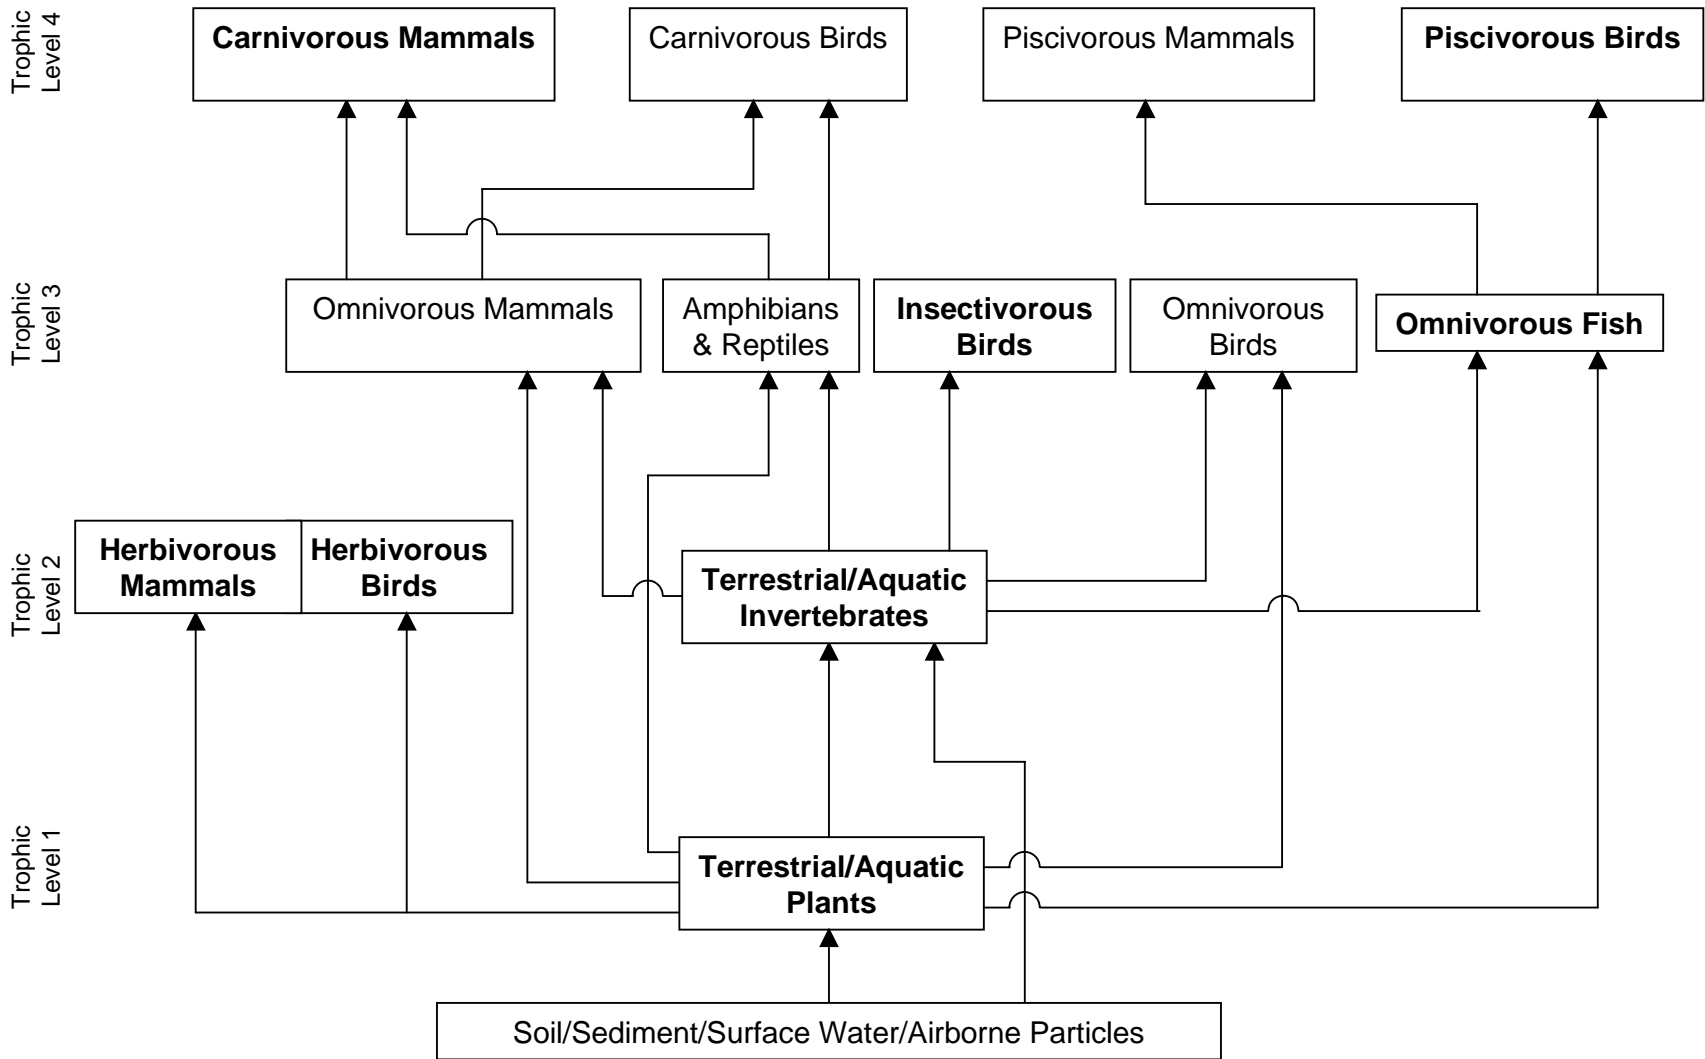 Trophic
Level 4
Carnivorous Mammals
Carnivorous Birds
Piscivorous Mammals
Piscivorous Birds
Trophic
Level 3
Omnivorous Mammals
Amphibians
& Reptiles
Insectivorous
Birds
Omnivorous
Birds
Omnivorous Fish
Trophic
Level 2
Herbivorous
Mammals
Herbivorous
Birds
Terrestrial/Aquatic
Invertebrates
Trophic
Level 1
Terrestrial/Aquatic
Plants
Soil/Sediment/Surface Water/Airborne Particles